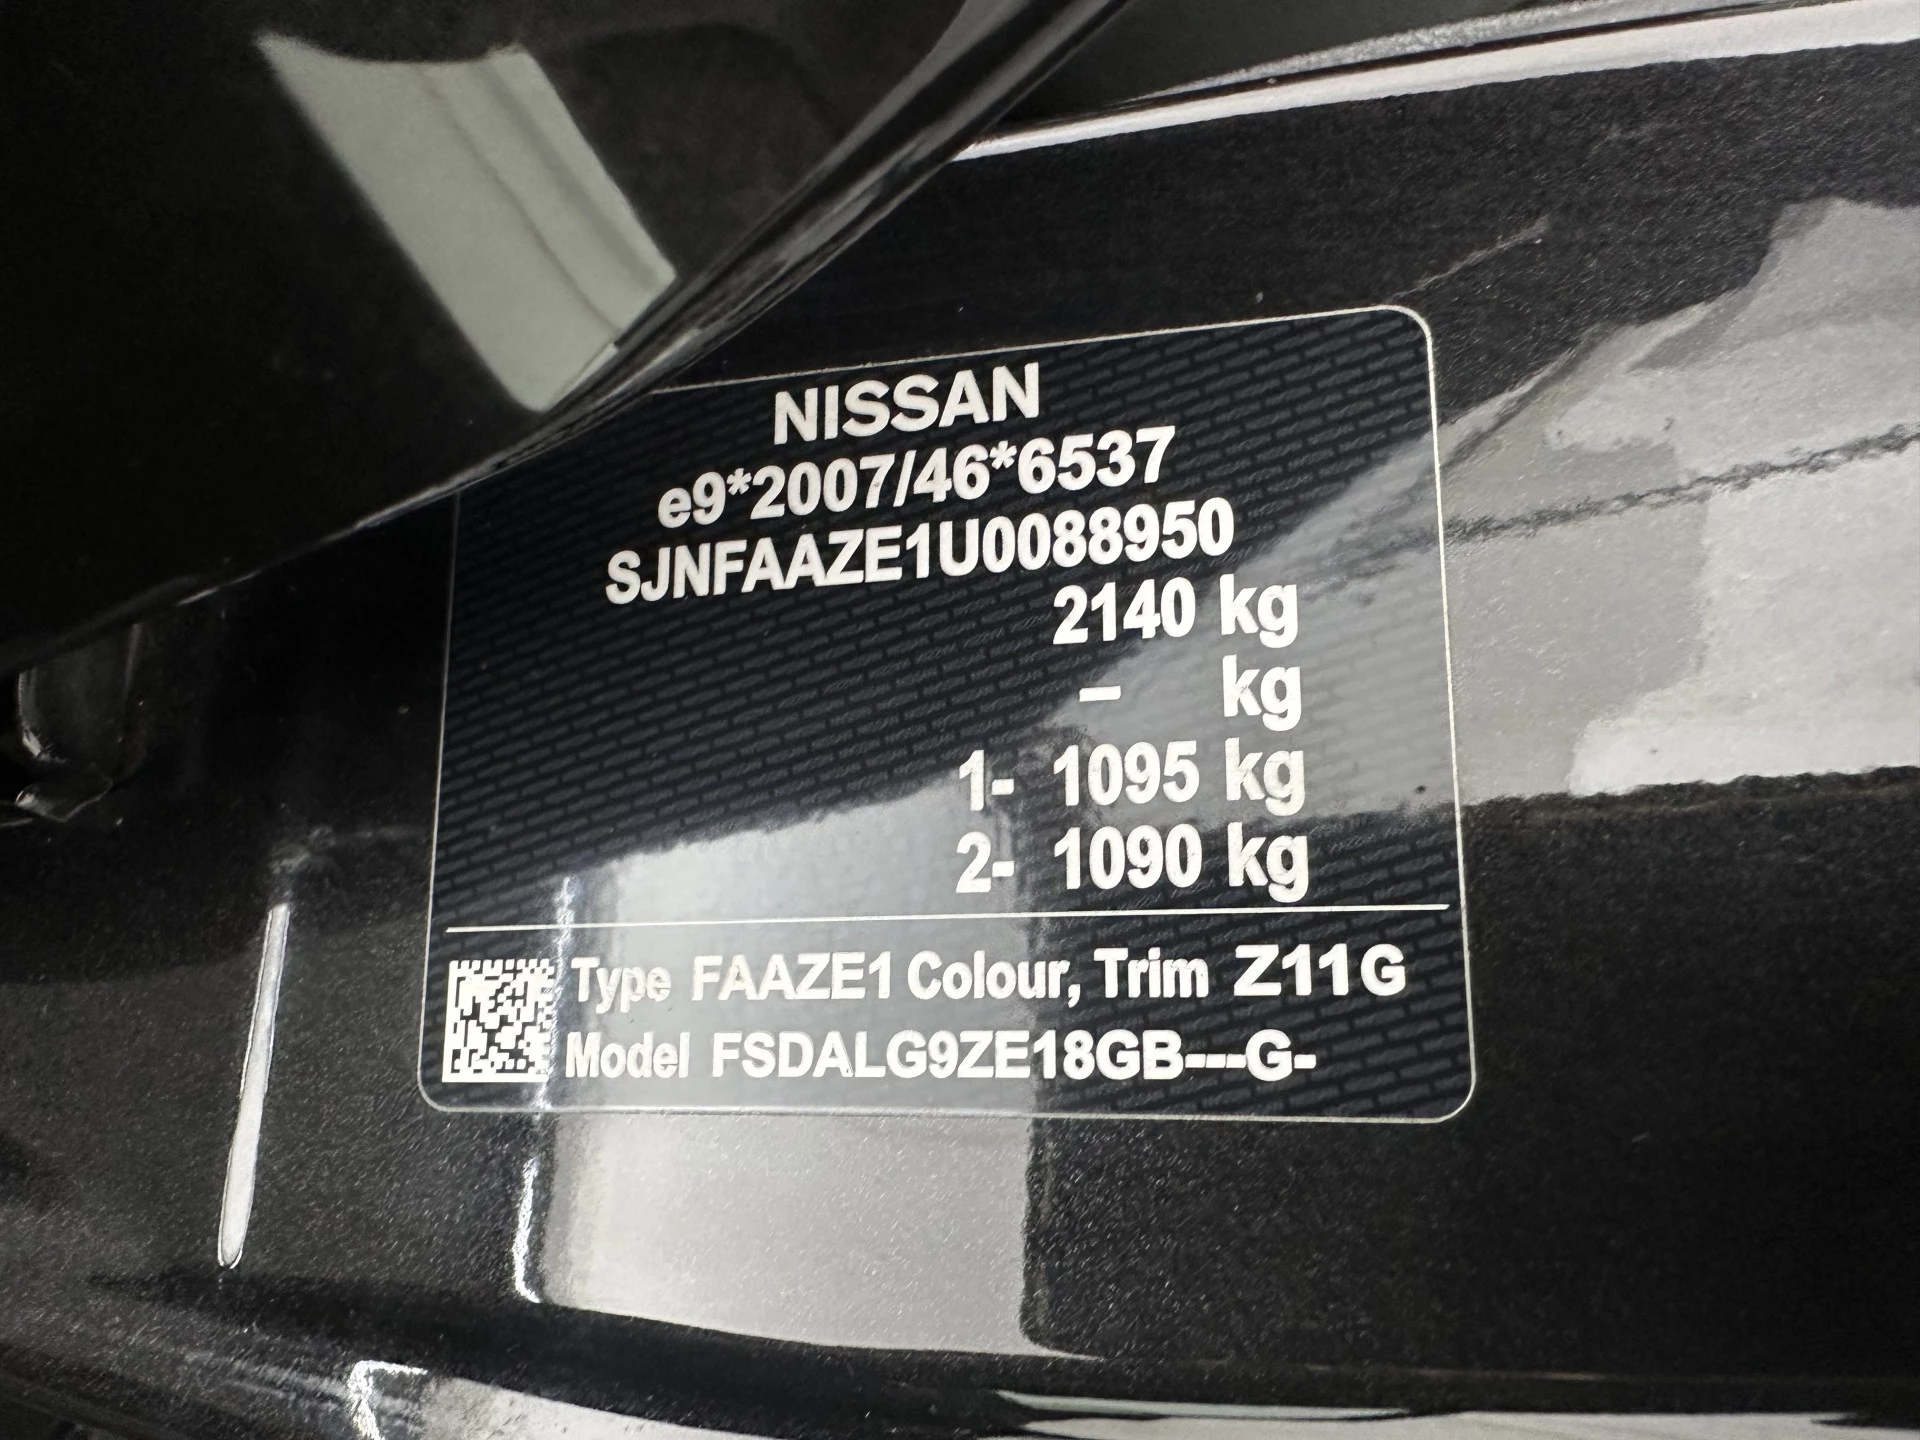 NISSAN
e9*2007/46*6537
SJNFAAZE1U0088950
2140 kg
– kg
1- 1095 kg
2- 1090 kg
Type FAAZE1 Colour, Trim Z11G
Model FSDALG9ZE18GB---G-